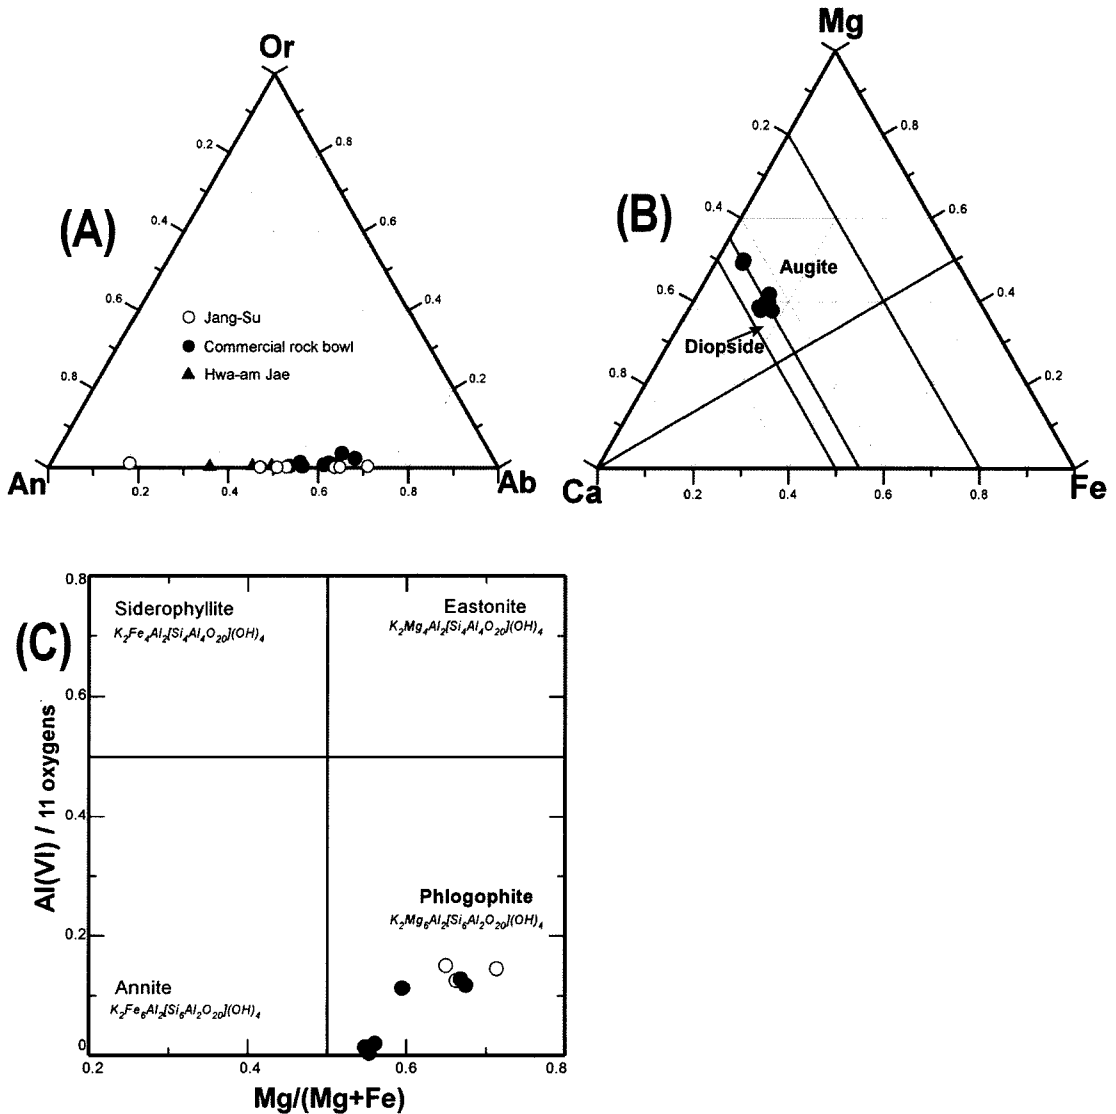 Or
0.2
0.8
(A)
0.4
0.6
0.6
0.4
Jang-Su
Commercial rock bowl
Hwa-am Jae
0.8
0.2
An
0.2
0.4
0.6
0.8
Ab
Mg
0.2
0.8
(B)
0.4
0.6
Augite
0.6
0.4
Diopside
0.8
0.2
Ca
0.2
0.4
0.6
0.8
Fe
(C)
0.8
Siderophyllite
K2Fe4Al2[Si4Al4O20](OH)4
Eastonite
K2Mg4Al2[Si4Al4O20](OH)4
0.6
Al(VI) / 11 oxygens
0.4
Phlogophite
K2Mg6Al2[Si6Al2O20](OH)4
0.2
Annite
K2Fe6Al2[Si6Al2O20](OH)4
0
0.2
0.4
0.6
0.8
Mg/(Mg+Fe)